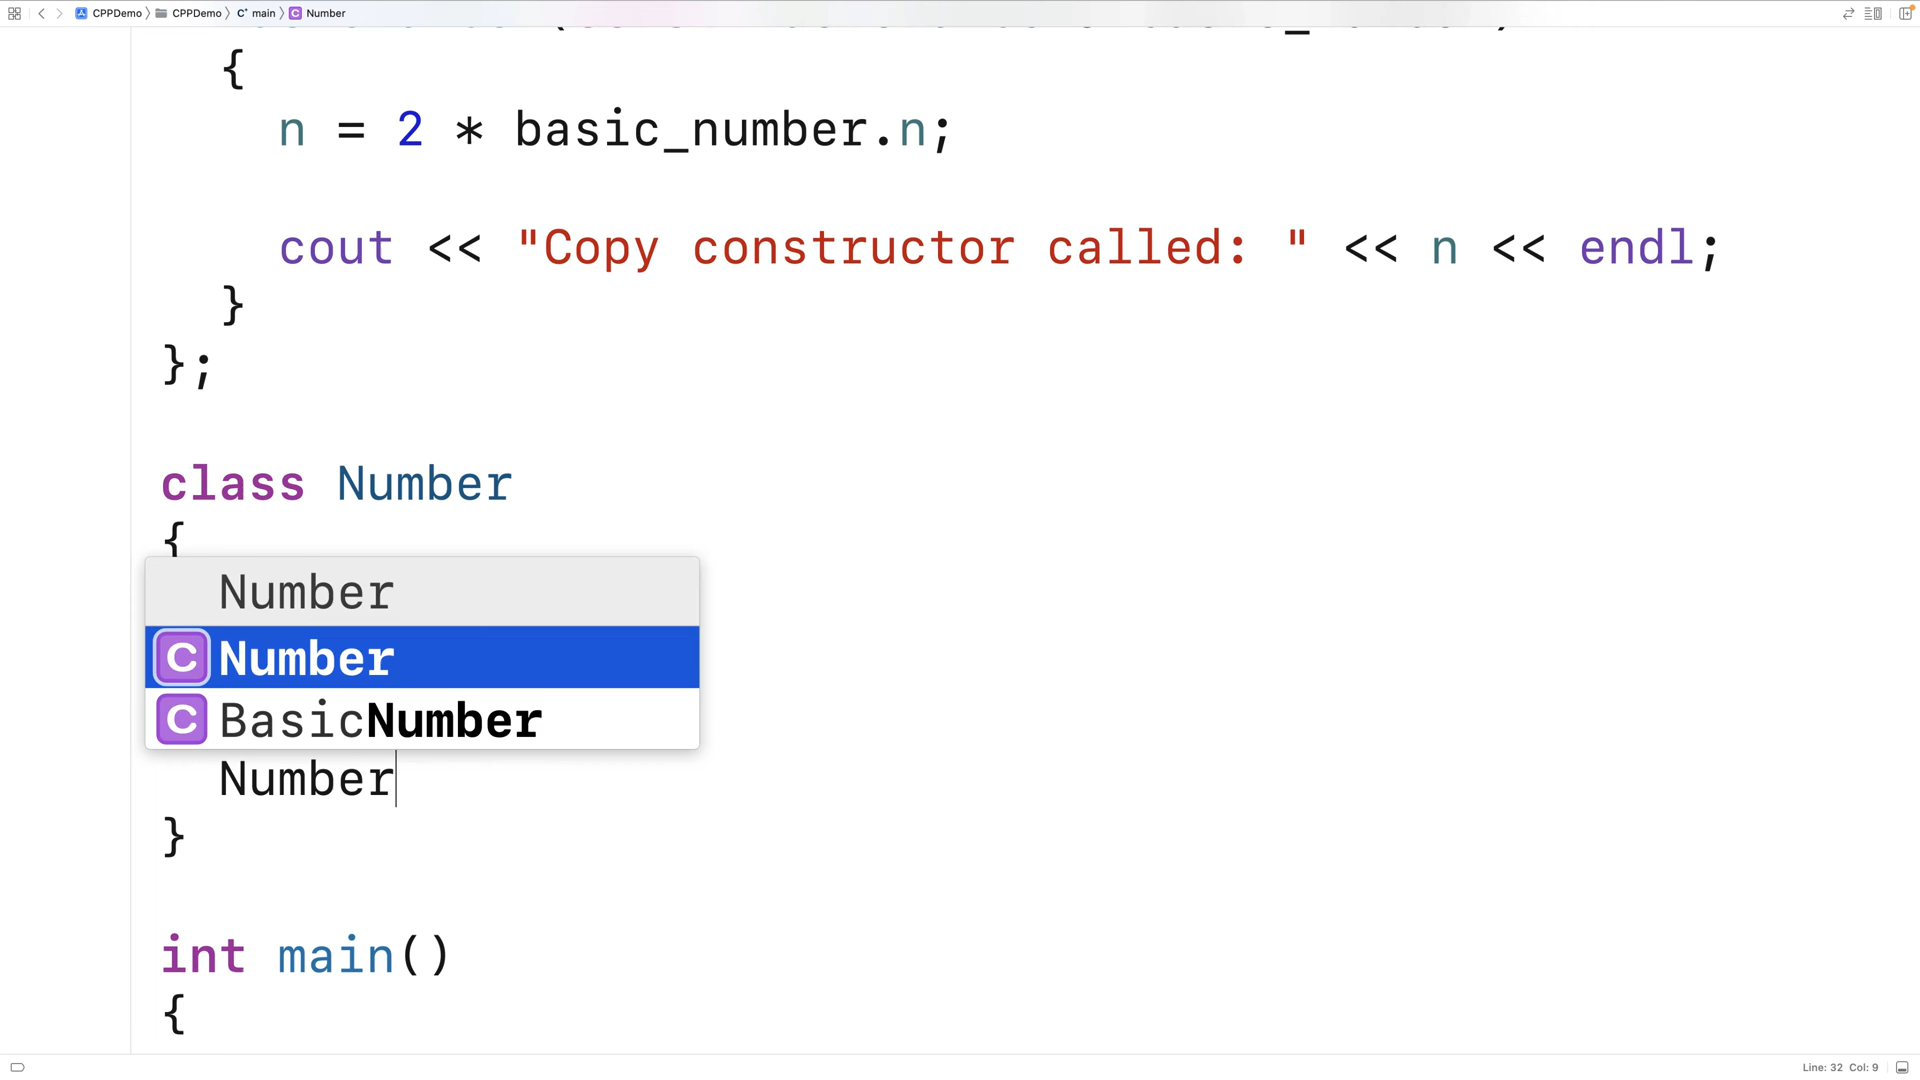 CPPDemo CPPDemo main Number
{
n = 2 * basic_number.n;
cout << "Copy constructor called: " << n << endl;
}
};
class Number
{
Number
C Number
C BasicNumber
Number
}
int main()
{
Line: 32 Col: 9